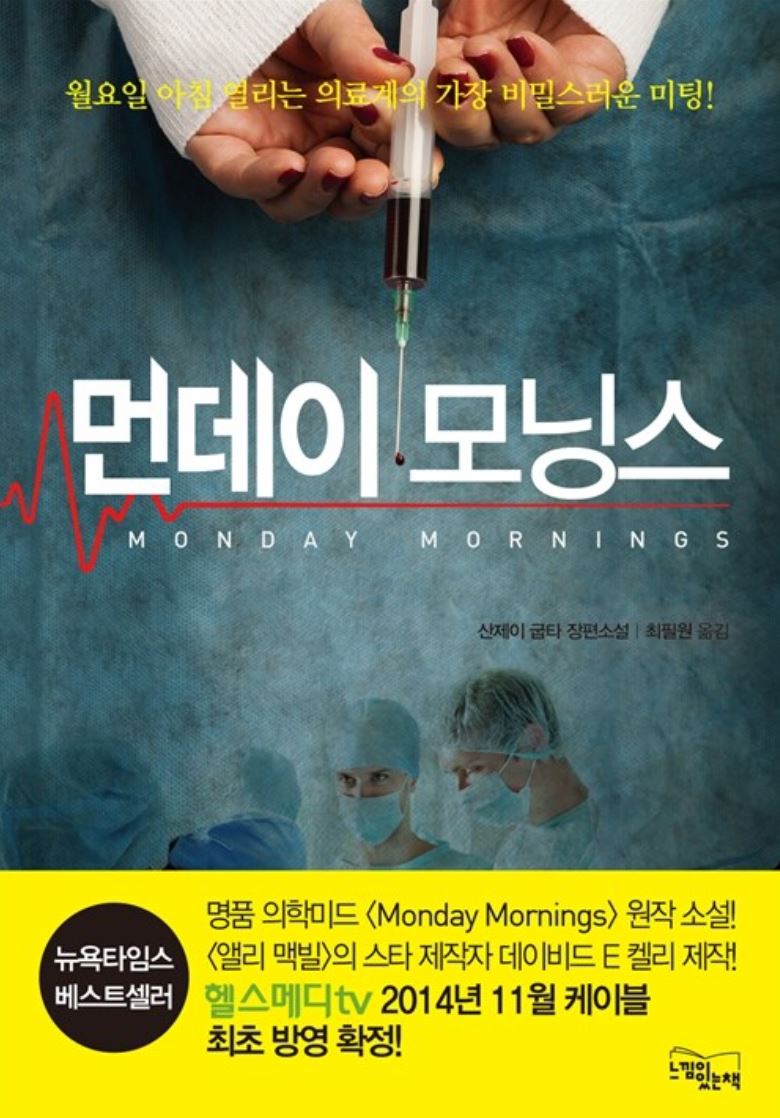 월요일 아침 열리는 의료계의 가장 비밀스러운 미팅!
먼데이 모닝스
MONDAY MORNINGS
산제이 굽타 장편소설 | 최필원 옮김
뉴욕타임스
베스트셀러
명품 의학미드 〈Monday Mornings〉 원작 소설!
〈앨리 맥빌〉의 스타 제작자 데이비드 E 켈리 제작!
헬스메디tv 2014년 11월 케이블
최초 방영 확정!
느낌이있는책